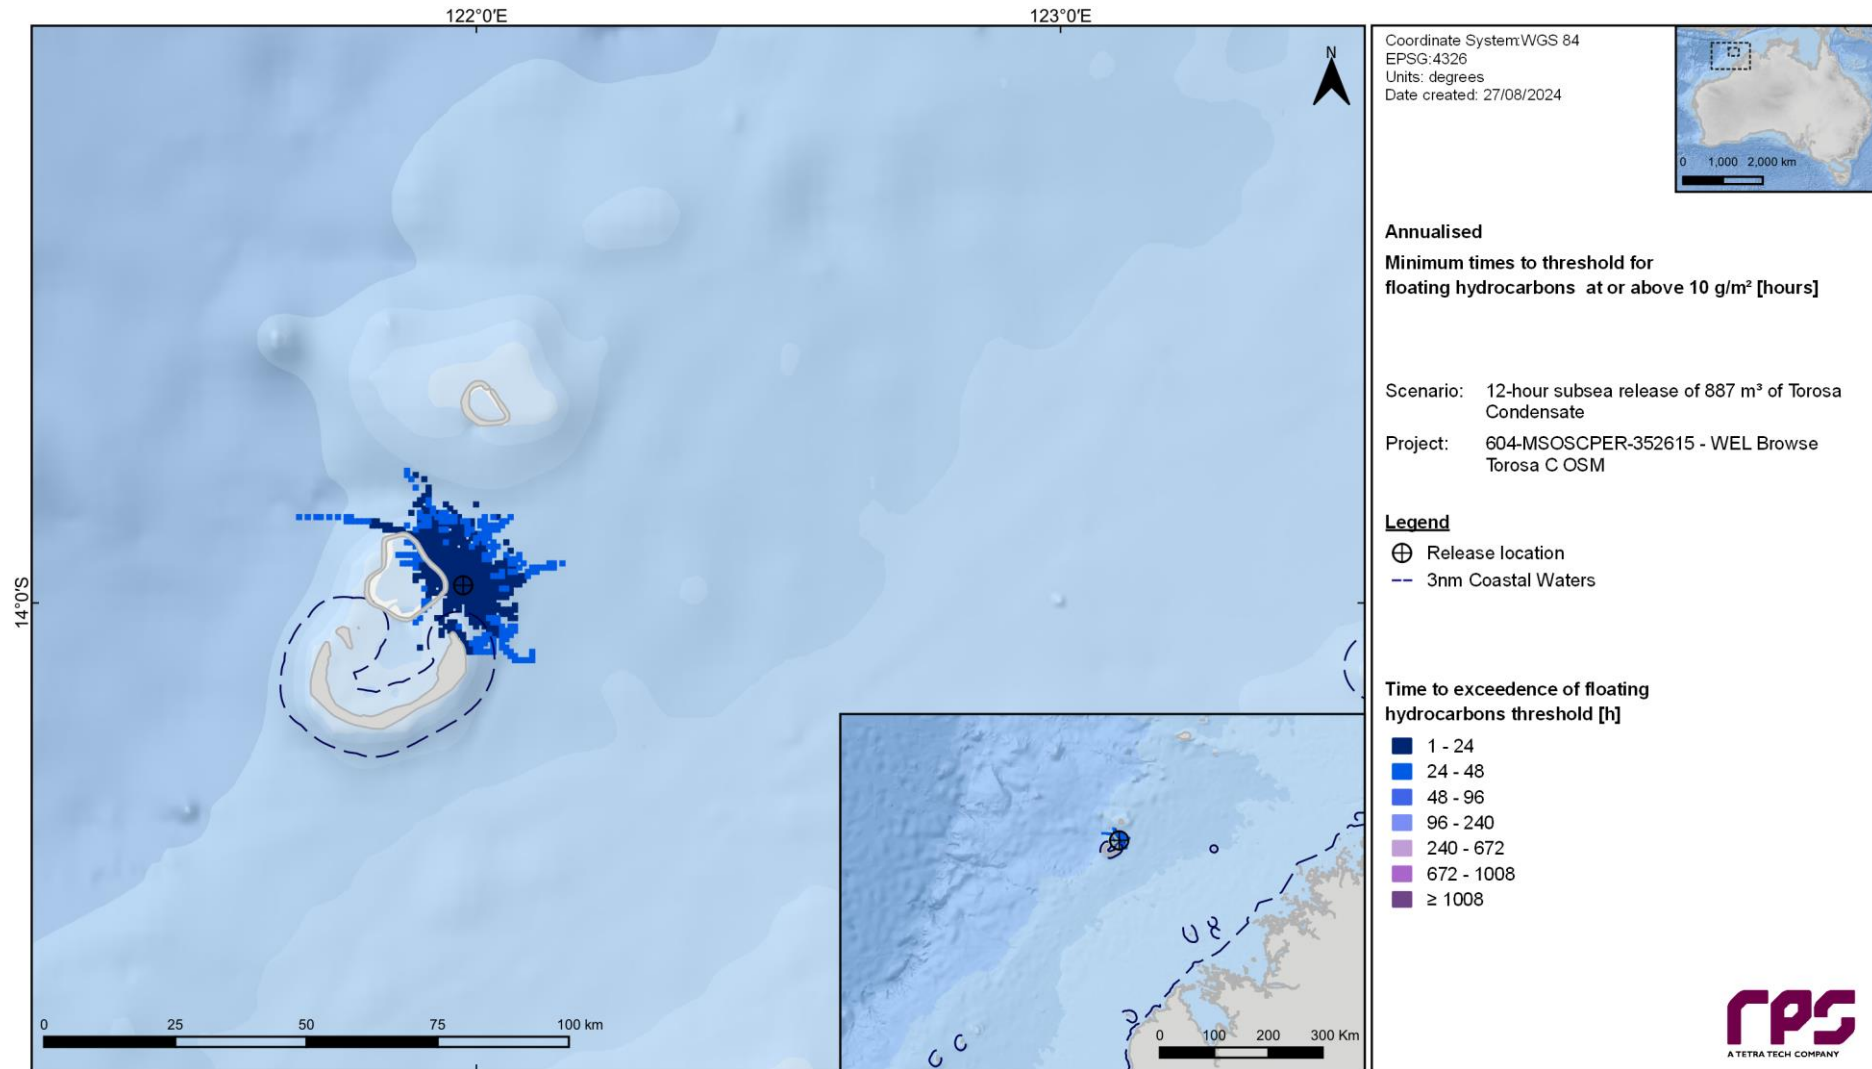 122°0'E
123°0'E
14°0'S
N
0 25 50 75 100 km
0 100 200 300 Km
Coordinate System:WGS 84
EPSG:4326
Units: degrees
Date created: 27/08/2024
0 1,000 2,000 km
Annualised
Minimum times to threshold for
floating hydrocarbons at or above 10 g/m² [hours]
Scenario: 12-hour subsea release of 887 m³ of Torosa
Condensate
Project: 604-MSOSCPER-352615 - WEL Browse
Torosa C OSM
Legend
Release location
3nm Coastal Waters
Time to exceedence of floating
hydrocarbons threshold [h]
1 - 24
24 - 48
48 - 96
96 - 240
240 - 672
672 - 1008
≥ 1008
rps
A TETRA TECH COMPANY